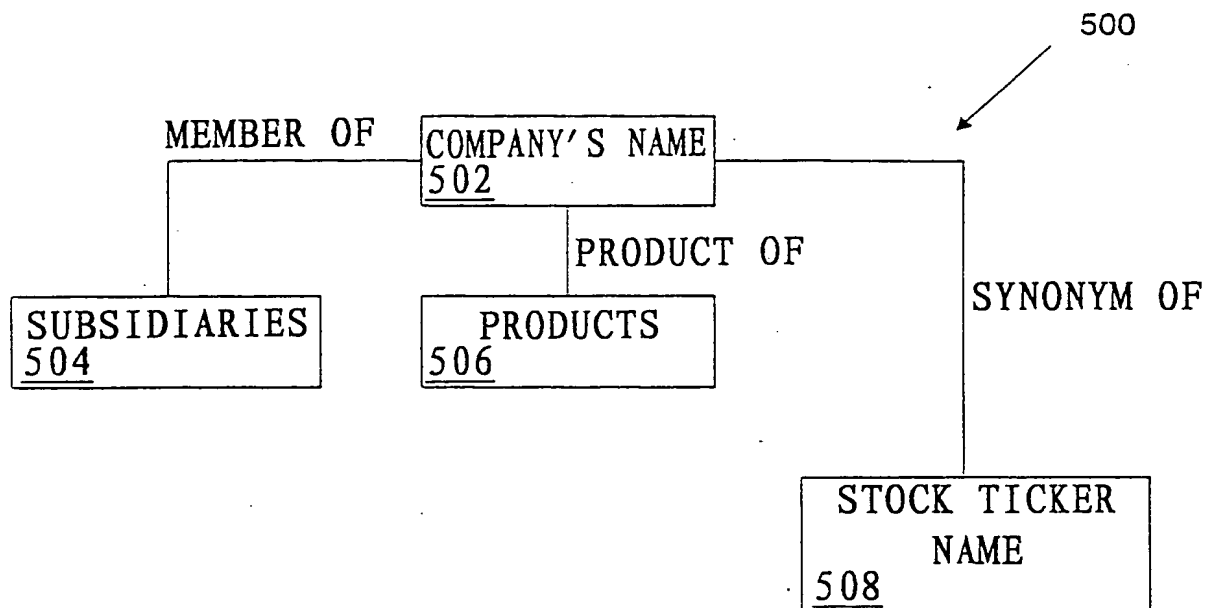 500
MEMBER OF
COMPANY'S NAME
502
PRODUCT OF
SYNONYM OF
SUBSIDIARIES
504
PRODUCTS
506
STOCK TICKER
NAME
508